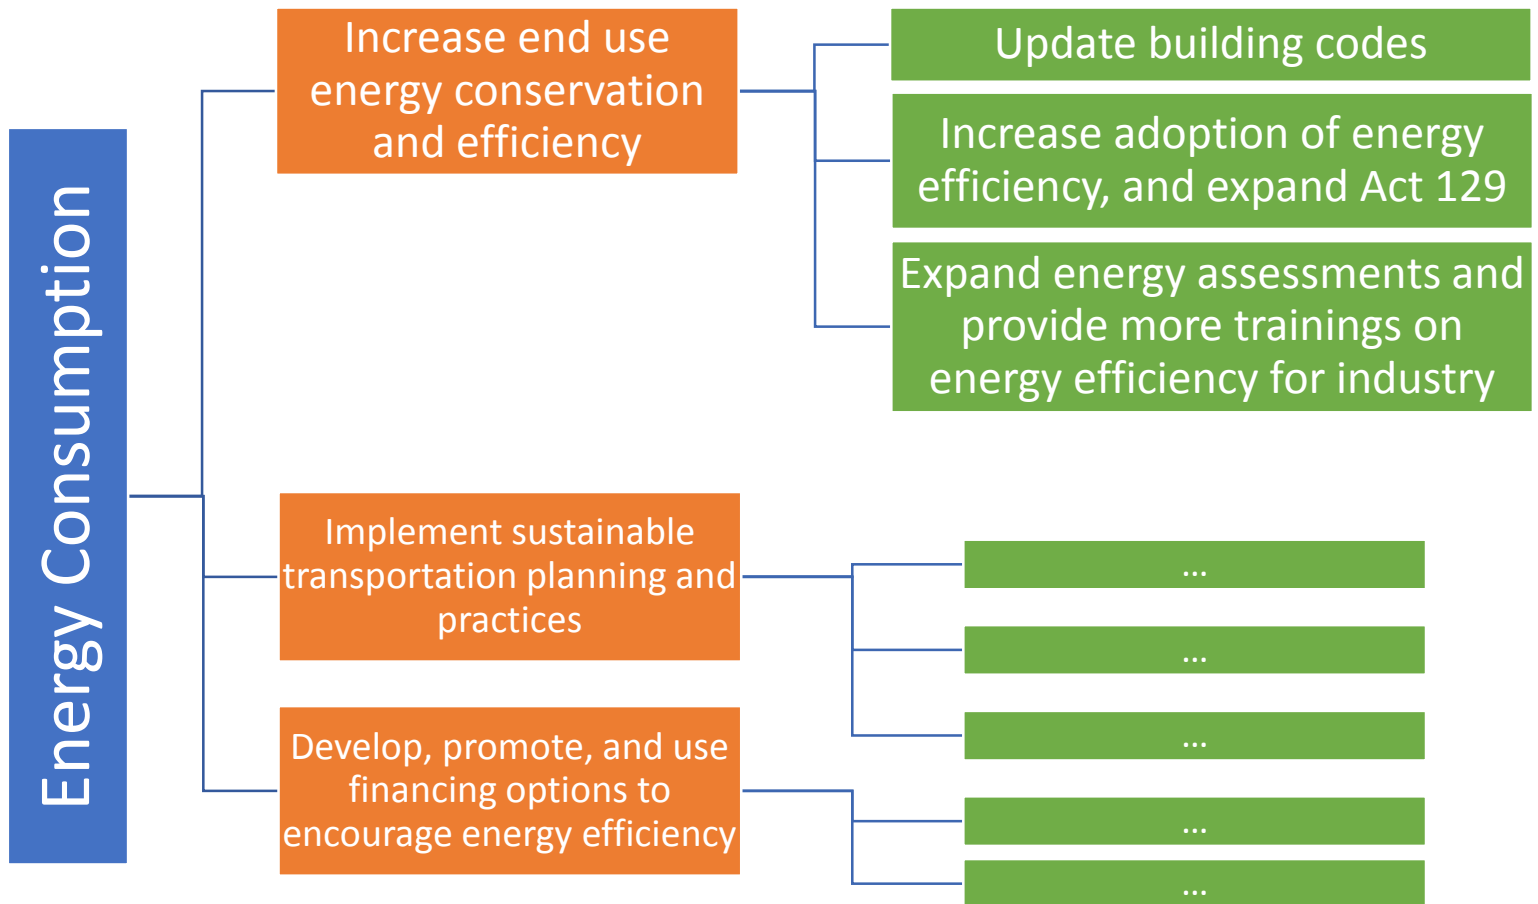 Energy Consumption
Increase end use
energy conservation
and efficiency
Update building codes
Increase adoption of energy
efficiency, and expand Act 129
Expand energy assessments and
provide more trainings on
energy efficiency for industry
Implement sustainable
transportation planning and
practices
...
...
...
Develop, promote, and use
financing options to
encourage energy efficiency
...
...